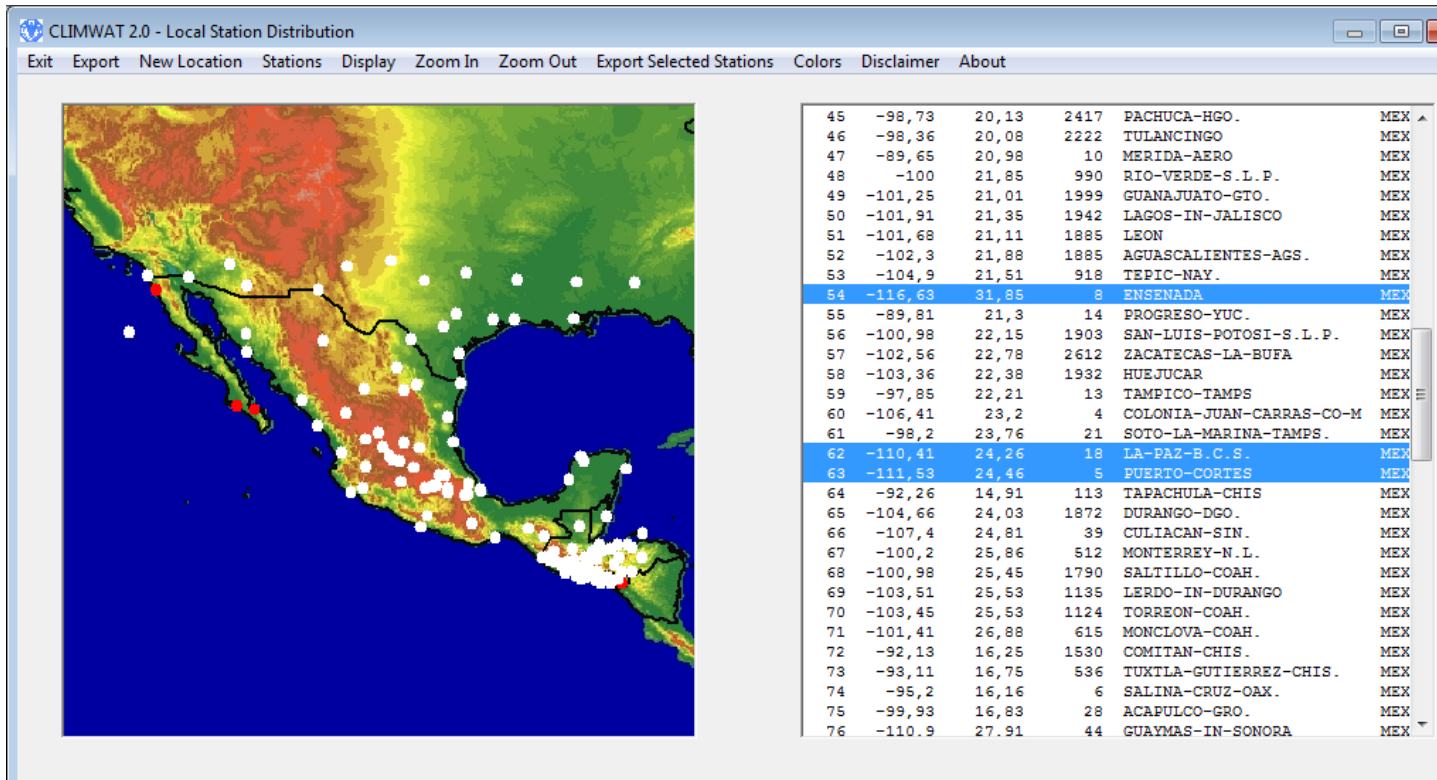 CLIMWAT 2.0 - Local Station Distribution
Exit Export New Location Stations Display Zoom In Zoom Out Export Selected Stations Colors Disclaimer About
45 -98,73 20,13 2417 PACHUCA-HGO. MEX
46 -98,36 20,08 2222 TULANCINGO MEX
47 -89,65 20,98 10 MERIDA-AERO MEX
48 -100 21,85 990 RIO-VERDE-S.L.P. MEX
49 -101,25 21,01 1999 GUANAJUATO-GTO. MEX
50 -101,91 21,35 1942 LAGOS-IN-JALISCO MEX
51 -101,68 21,11 1885 LEON MEX
52 -102,3 21,88 1885 AGUASCALIENTES-AGS. MEX
53 -104,9 21,51 918 TEPIC-NAY. MEX
54 -116,63 31,85 8 ENSENADA MEX
55 -89,81 21,3 14 PROGRESO-YUC. MEX
56 -100,98 22,15 1903 SAN-LUIS-POTOSI-S.L.P. MEX
57 -102,56 22,78 2612 ZACATECAS-LA-BUFA MEX
58 -103,36 22,38 1932 HUEJUCAR MEX
59 -97,85 22,21 13 TAMPICO-TAMPS MEX
60 -106,41 23,2 4 COLONIA-JUAN-CARRAS-CO-M MEX
61 -98,2 23,76 21 SOTO-LA-MARINA-TAMPS. MEX
62 -110,41 24,26 18 LA-PAZ-B.C.S. MEX
63 -111,53 24,46 5 PUERTO-CORTES MEX
64 -92,26 14,91 113 TAPACHULA-CHIS MEX
65 -104,66 24,03 1872 DURANGO-DGO. MEX
66 -107,4 24,81 39 CULIACAN-SIN. MEX
67 -100,2 25,86 512 MONTERREY-N.L. MEX
68 -100,98 25,45 1790 SALTILLO-COAH. MEX
69 -103,51 25,53 1135 LERDO-IN-DURANGO MEX
70 -103,45 25,53 1124 TORREON-COAH. MEX
71 -101,41 26,88 615 MONCLOVA-COAH. MEX
72 -92,13 16,25 1530 COMITAN-CHIS. MEX
73 -93,11 16,75 536 TUXTLA-GUTIERREZ-CHIS. MEX
74 -95,2 16,16 6 SALINA-CRUZ-OAX. MEX
75 -99,93 16,83 28 ACAPULCO-GRO. MEX
76 -110,9 27,91 44 GUAYMAS-IN-SONORA MEX